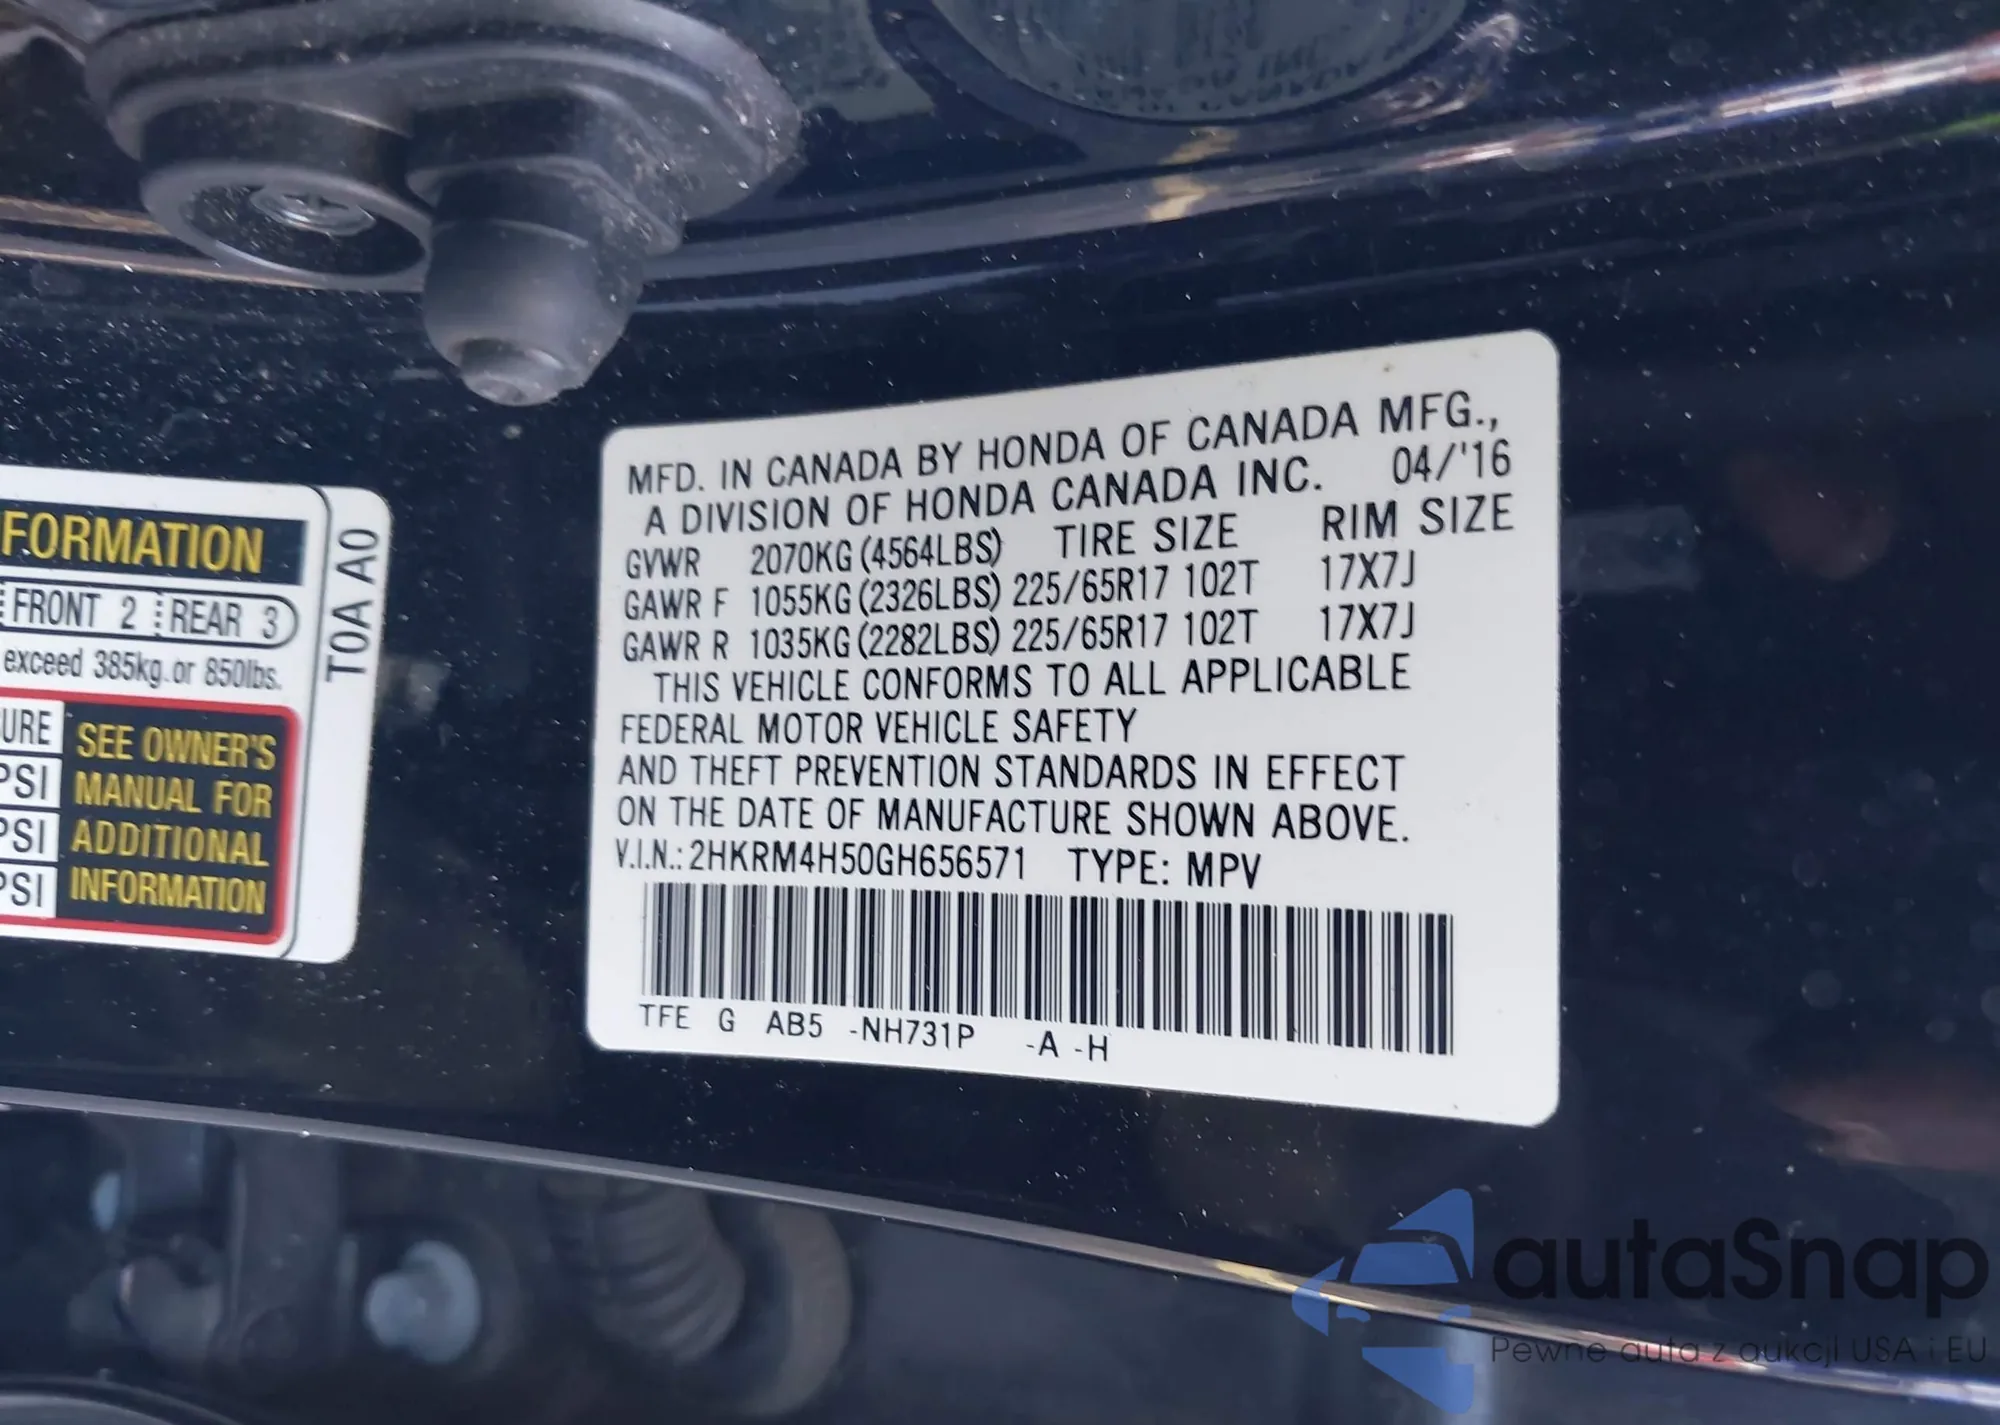 FORMATION
FRONT 2 REAR 3
exceed 385kg.or 850lbs.
URE
PSI
PSI
PSI
SEE OWNER'S
MANUAL FOR
ADDITIONAL
INFORMATION
T0A A0
MFD. IN CANADA BY HONDA OF CANADA MFG.,
A DIVISION OF HONDA CANADA INC. 04/'16
GVWR 2070KG (4564LBS) TIRE SIZE RIM SIZE
GAWR F 1055KG (2326LBS) 225/65R17 102T 17X7J
GAWR R 1035KG (2282LBS) 225/65R17 102T 17X7J
THIS VEHICLE CONFORMS TO ALL APPLICABLE
FEDERAL MOTOR VEHICLE SAFETY
AND THEFT PREVENTION STANDARDS IN EFFECT
ON THE DATE OF MANUFACTURE SHOWN ABOVE.
V.I.N.: 2HKRM4H50GH656571 TYPE: MPV
TFE G AB5 -NH731P -A -H
autaSnap
Pewne auta z aukcji USA i EU